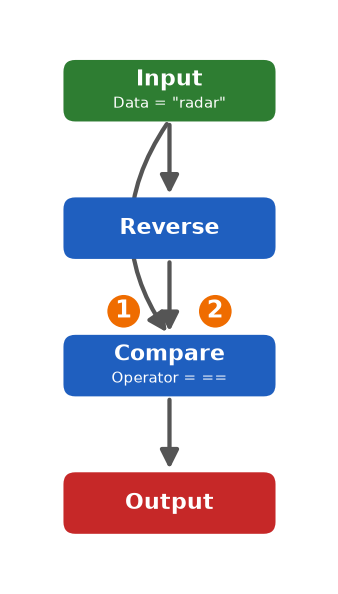 Input
Data = "radar"
Reverse
1
2
Compare
Operator = ==
Output